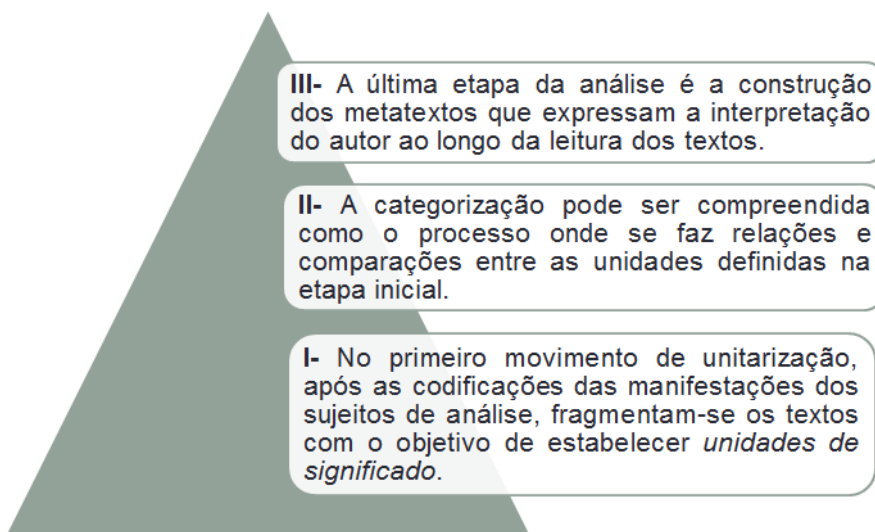 III- A última etapa da análise é a construção
dos metatextos que expressam a interpretação
do autor ao longo da leitura dos textos.
II- A categorização pode ser compreendida
como o processo onde se faz relações e
comparações entre as unidades definidas na
etapa inicial.
I- No primeiro movimento de unitarização,
após as codificações das manifestações dos
sujeitos de análise, fragmentam-se os textos
com o objetivo de estabelecer unidades de
significado.